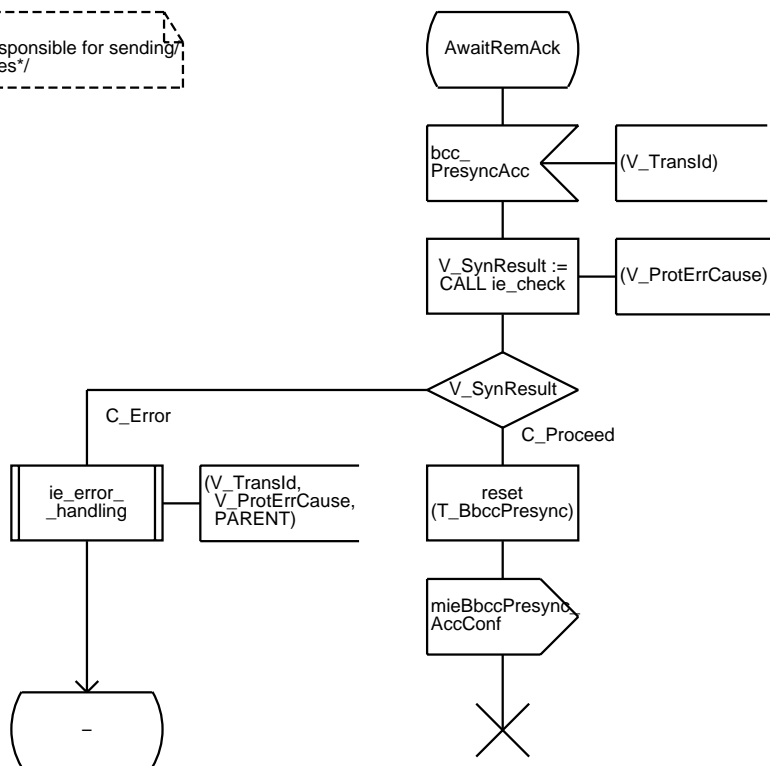 sponsible for sending/
es*/
AwaitRemAck
bcc_
PresyncAcc
(V_TransId)
V_SynResult :=
CALL ie_check
(V_ProtErrCause)
V_SynResult
C_Error
C_Proceed
ie_error_
_handling
(V_TransId,
V_ProtErrCause,
PARENT)
reset
(T_BbccPresync)
mieBbccPresync_
AccConf
–